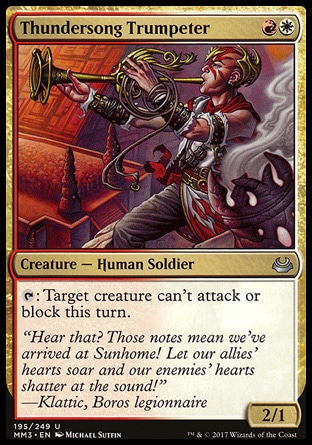 Thundersong Trumpeter
Creature — Human Soldier
: Target creature can't attack or
block this turn.
"Hear that? Those notes mean we've
arrived at Sunhome! Let our allies'
hearts soar and our enemies' hearts
shatter at the sound!"
—Klattic, Boros legionnaire
2/1
195/249 U
MM3 • EN Michael Sutfin
™ & © 2017 Wizards of the Coast